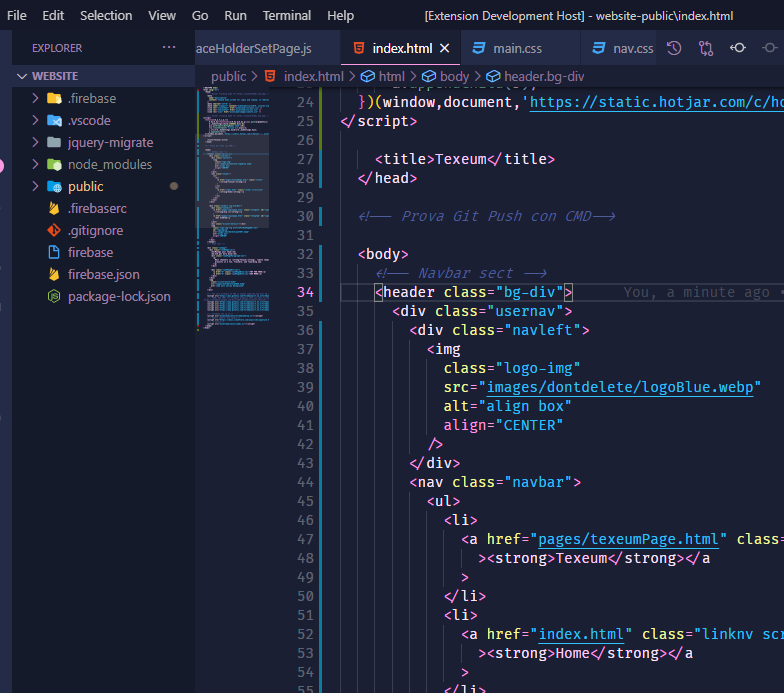 File Edit Selection View Go Run Terminal Help [Extension Development Host] - website-public\index.html
EXPLORER ···
aceHolderSetPage.js index.html main.css nav.css
WEBSITE
.firebase
.vscode
jquery-migrate
node_modules
public
.firebaserc
.gitignore
firebase
firebase.json
package-lock.json
public > index.html > html > body > header.bg-div
24 })(window,document,'https://static.hotjar.com/c/ho
25 </script>
26
27 <title>Texeum</title>
28 </head>
29
30 <!-- Prova Git Push con CMD-->
31
32 <body>
33 <!-- Navbar sect -->
34 <header class="bg-div"> You, a minute ago
35 <div class="usernav">
36 <div class="navleft">
37 <img
38 class="logo-img"
39 src="images/dontdelete/logoBlue.webp"
40 alt="align box"
41 align="CENTER"
42 />
43 </div>
44 <nav class="navbar">
45 <ul>
46 <li>
47 <a href="pages/texeumPage.html" class=
48 ><strong>Texeum</strong></a
49 >
50 </li>
51 <li>
52 <a href="index.html" class="linknv scr
53 ><strong>Home</strong></a
54 >
55 </li>